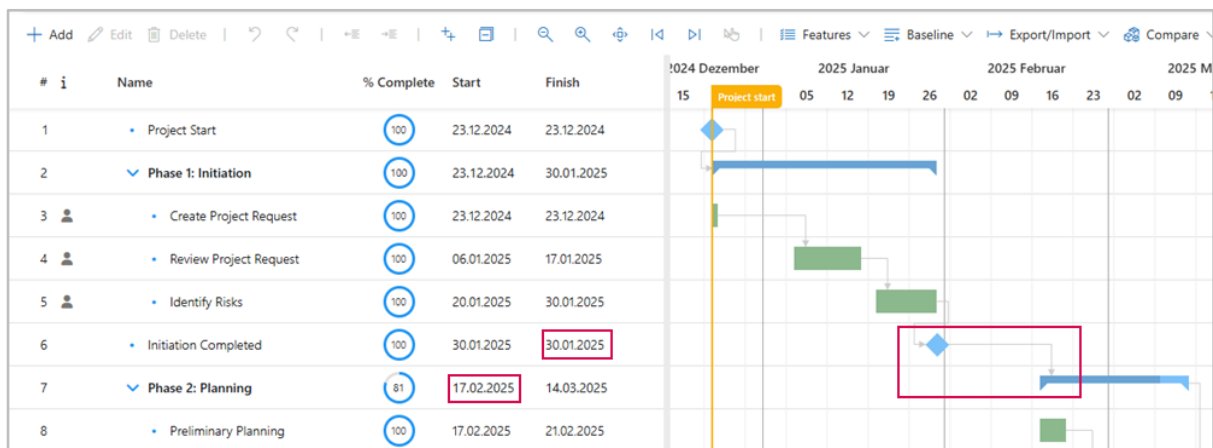 Add Edit Delete Features Baseline Export/Import Compare
# i Name % Complete Start Finish
2024 Dezember 2025 Januar 2025 Februar 2025 M
15 Project start 05 12 19 26 02 09 16 23 02 09
1 Project Start 100 23.12.2024 23.12.2024
2 Phase 1: Initiation 100 23.12.2024 30.01.2025
3 Create Project Request 100 23.12.2024 23.12.2024
4 Review Project Request 100 06.01.2025 17.01.2025
5 Identify Risks 100 20.01.2025 30.01.2025
6 Initiation Completed 100 30.01.2025 30.01.2025
7 Phase 2: Planning 81 17.02.2025 14.03.2025
8 Preliminary Planning 100 17.02.2025 21.02.2025